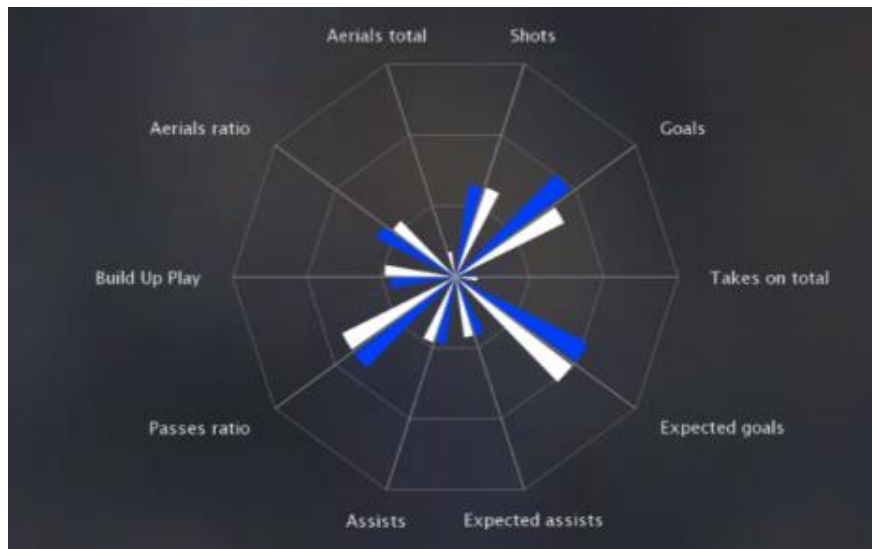 Aerials total
Shots
Aerials ratio
Goals
Build Up Play
Takes on total
Passes ratio
Expected goals
Assists
Expected assists